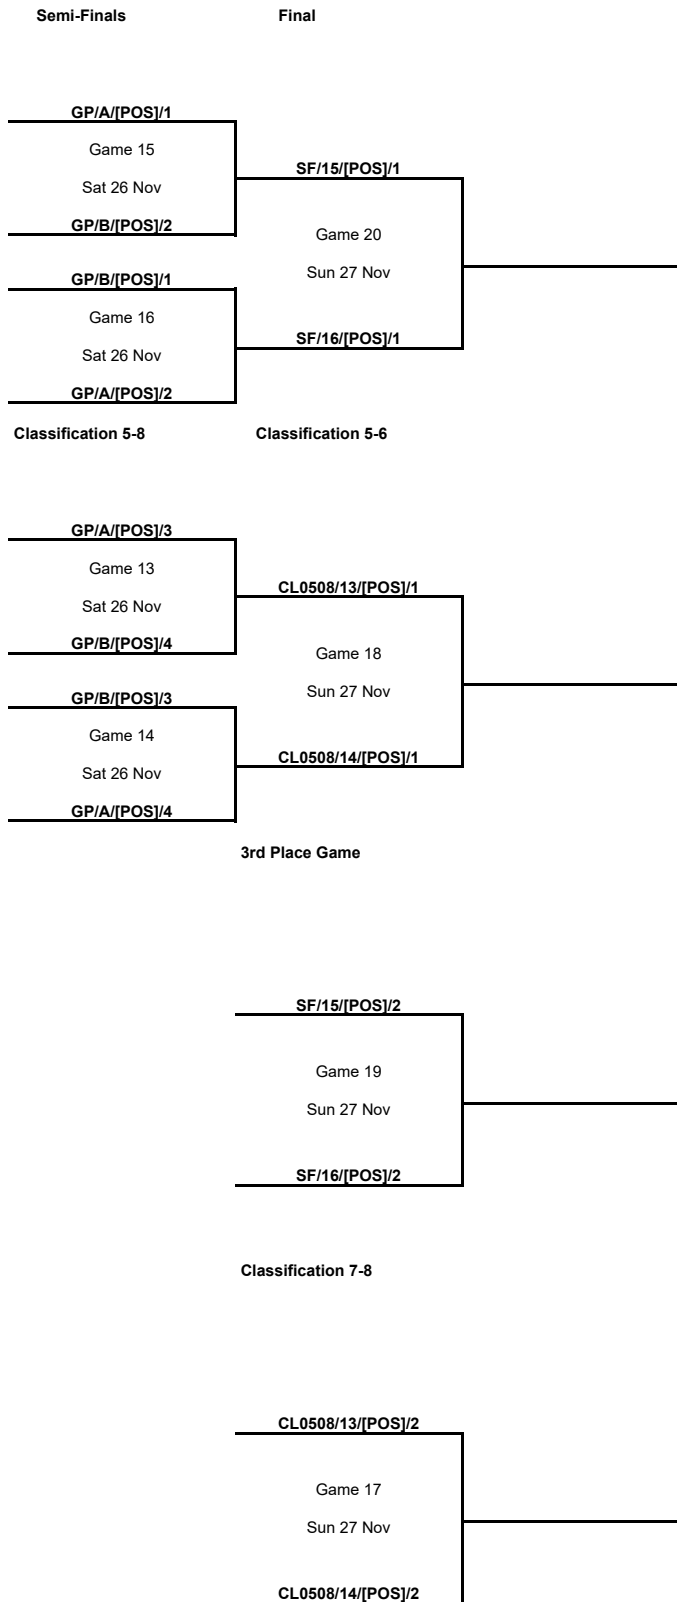 Semi-Finals Final
GP/A/[POS]/1
Game 15
SF/15/[POS]/1
Sat 26 Nov
GP/B/[POS]/2
Game 20
Sun 27 Nov
GP/B/[POS]/1
Game 16
SF/16/[POS]/1
Sat 26 Nov
GP/A/[POS]/2
Classification 5-8 Classification 5-6
GP/A/[POS]/3
Game 13
CL0508/13/[POS]/1
Sat 26 Nov
GP/B/[POS]/4
Game 18
Sun 27 Nov
GP/B/[POS]/3
Game 14
CL0508/14/[POS]/1
Sat 26 Nov
GP/A/[POS]/4
3rd Place Game
SF/15/[POS]/2
Game 19
Sun 27 Nov
SF/16/[POS]/2
Classification 7-8
CL0508/13/[POS]/2
Game 17
Sun 27 Nov
CL0508/14/[POS]/2